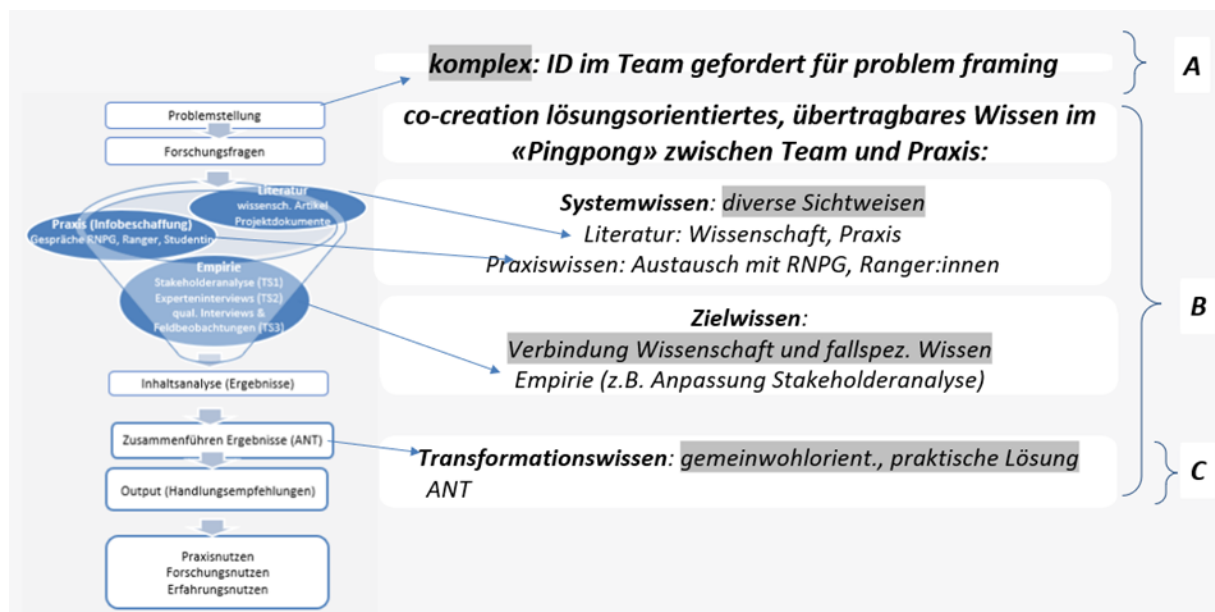 komplex: ID im Team gefordert für problem framing
A
Problemstellung
Forschungsfragen
co-creation lösungsorientiertes, übertragbares Wissen im
«Pingpong» zwischen Team und Praxis:
Literatur
wissensch. Artikel
Projektdokumente
Praxis (Infobeschaffung)
Gespräche RNPG, Ranger, Studentin
Empirie
Stakeholderanalyse (TS1)
Experteninterviews (TS2)
qual. Interviews &
Feldbeobachtungen (TS3)
Systemwissen: diverse Sichtweisen
Literatur: Wissenschaft, Praxis
Praxiswissen: Austausch mit RNPG, Ranger:innen
B
Zielwissen:
Verbindung Wissenschaft und fallspez. Wissen
Empirie (z.B. Anpassung Stakeholderanalyse)
Inhaltsanalyse (Ergebnisse)
Zusammenführen Ergebnisse (ANT)
Output (Handlungsempfehlungen)
Transformationswissen: gemeinwohlorient., praktische Lösung
ANT
C
Praxisnutzen
Forschungsnutzen
Erfahrungsnutzen